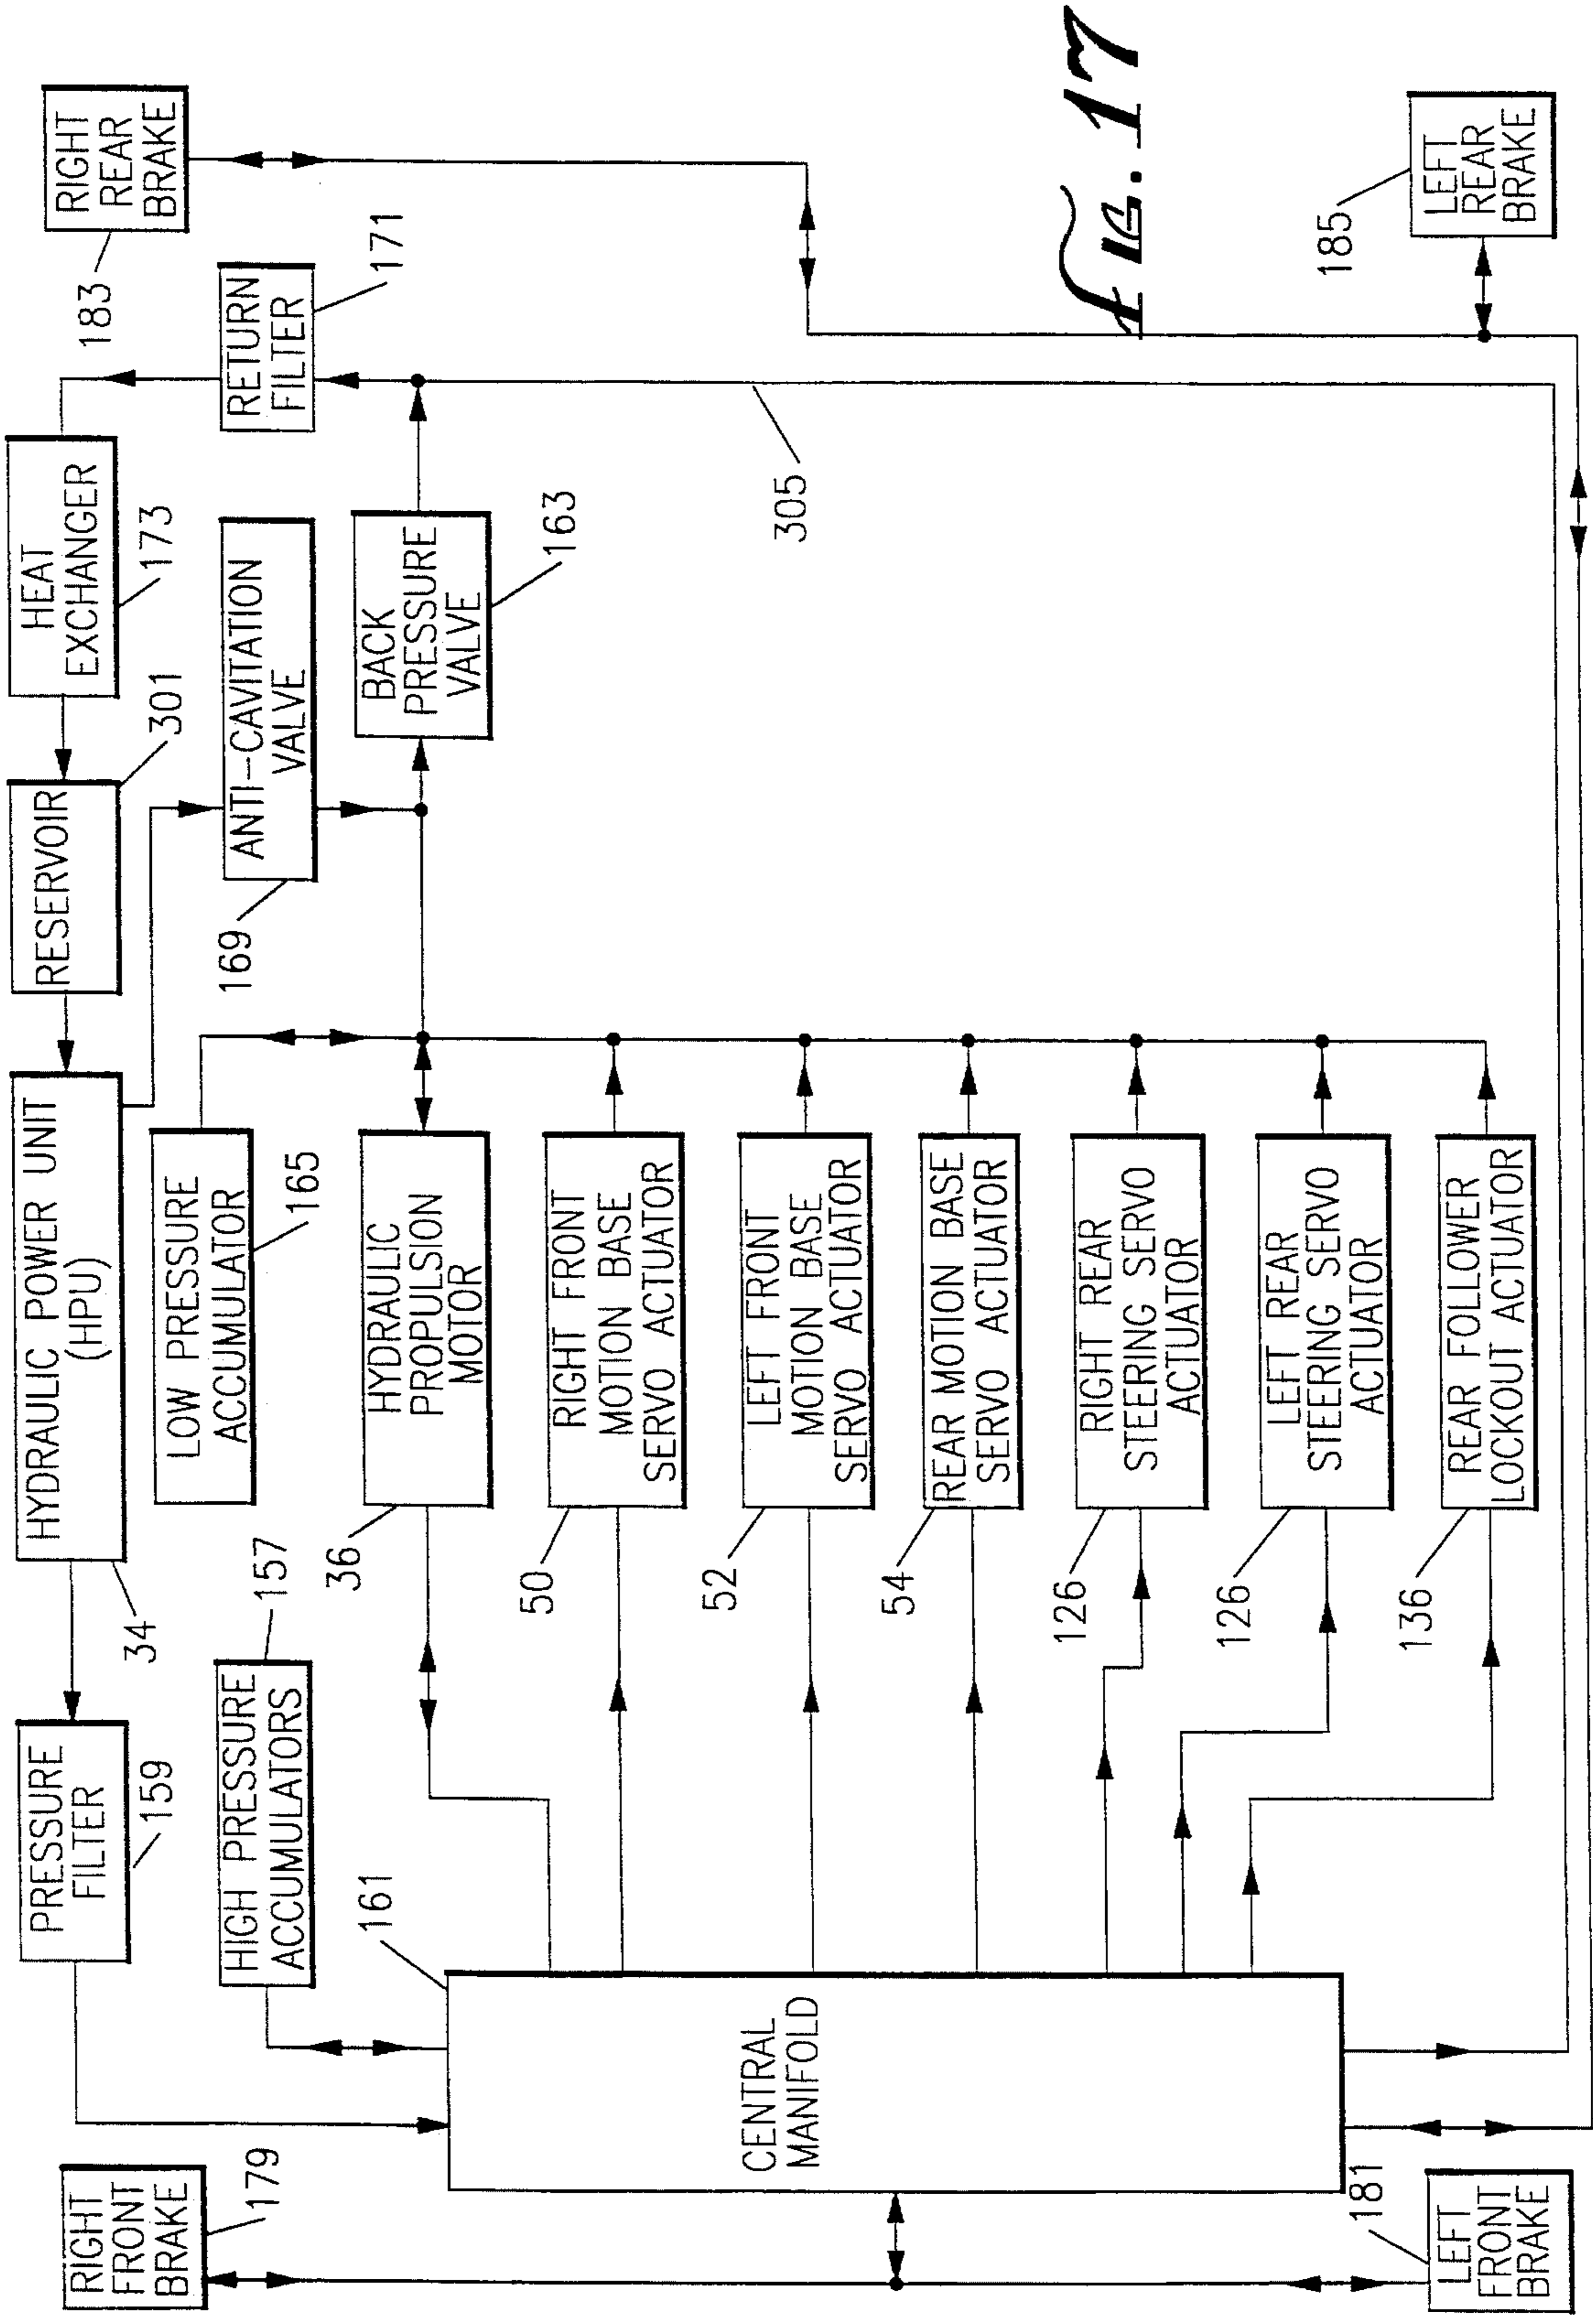 RIGHT
FRONT
BRAKE
179
PRESSURE
FILTER
159
34
HYDRAULIC POWER UNIT
(HPU)
RESERVOIR
301
HEAT
EXCHANGER
173
183
RIGHT
REAR
BRAKE
HIGH PRESSURE
ACCUMULATORS
157
LOW PRESSURE
ACCUMULATOR
165
169
ANTI-CAVITATION
VALVE
RETURN
FILTER
171
161
CENTRAL
MANIFOLD
36
HYDRAULIC
PROPULSION
MOTOR
BACK
PRESSURE
VALVE
163
50
RIGHT FRONT
MOTION BASE
SERVO ACTUATOR
52
LEFT FRONT
MOTION BASE
SERVO ACTUATOR
305
54
REAR MOTION BASE
SERVO ACTUATOR
126
RIGHT REAR
STEERING SERVO
ACTUATOR
126
LEFT REAR
STEERING SERVO
ACTUATOR
136
REAR FOLLOWER
LOCKOUT ACTUATOR
181
LEFT
FRONT
BRAKE
185
LEFT
REAR
BRAKE
fig. 17